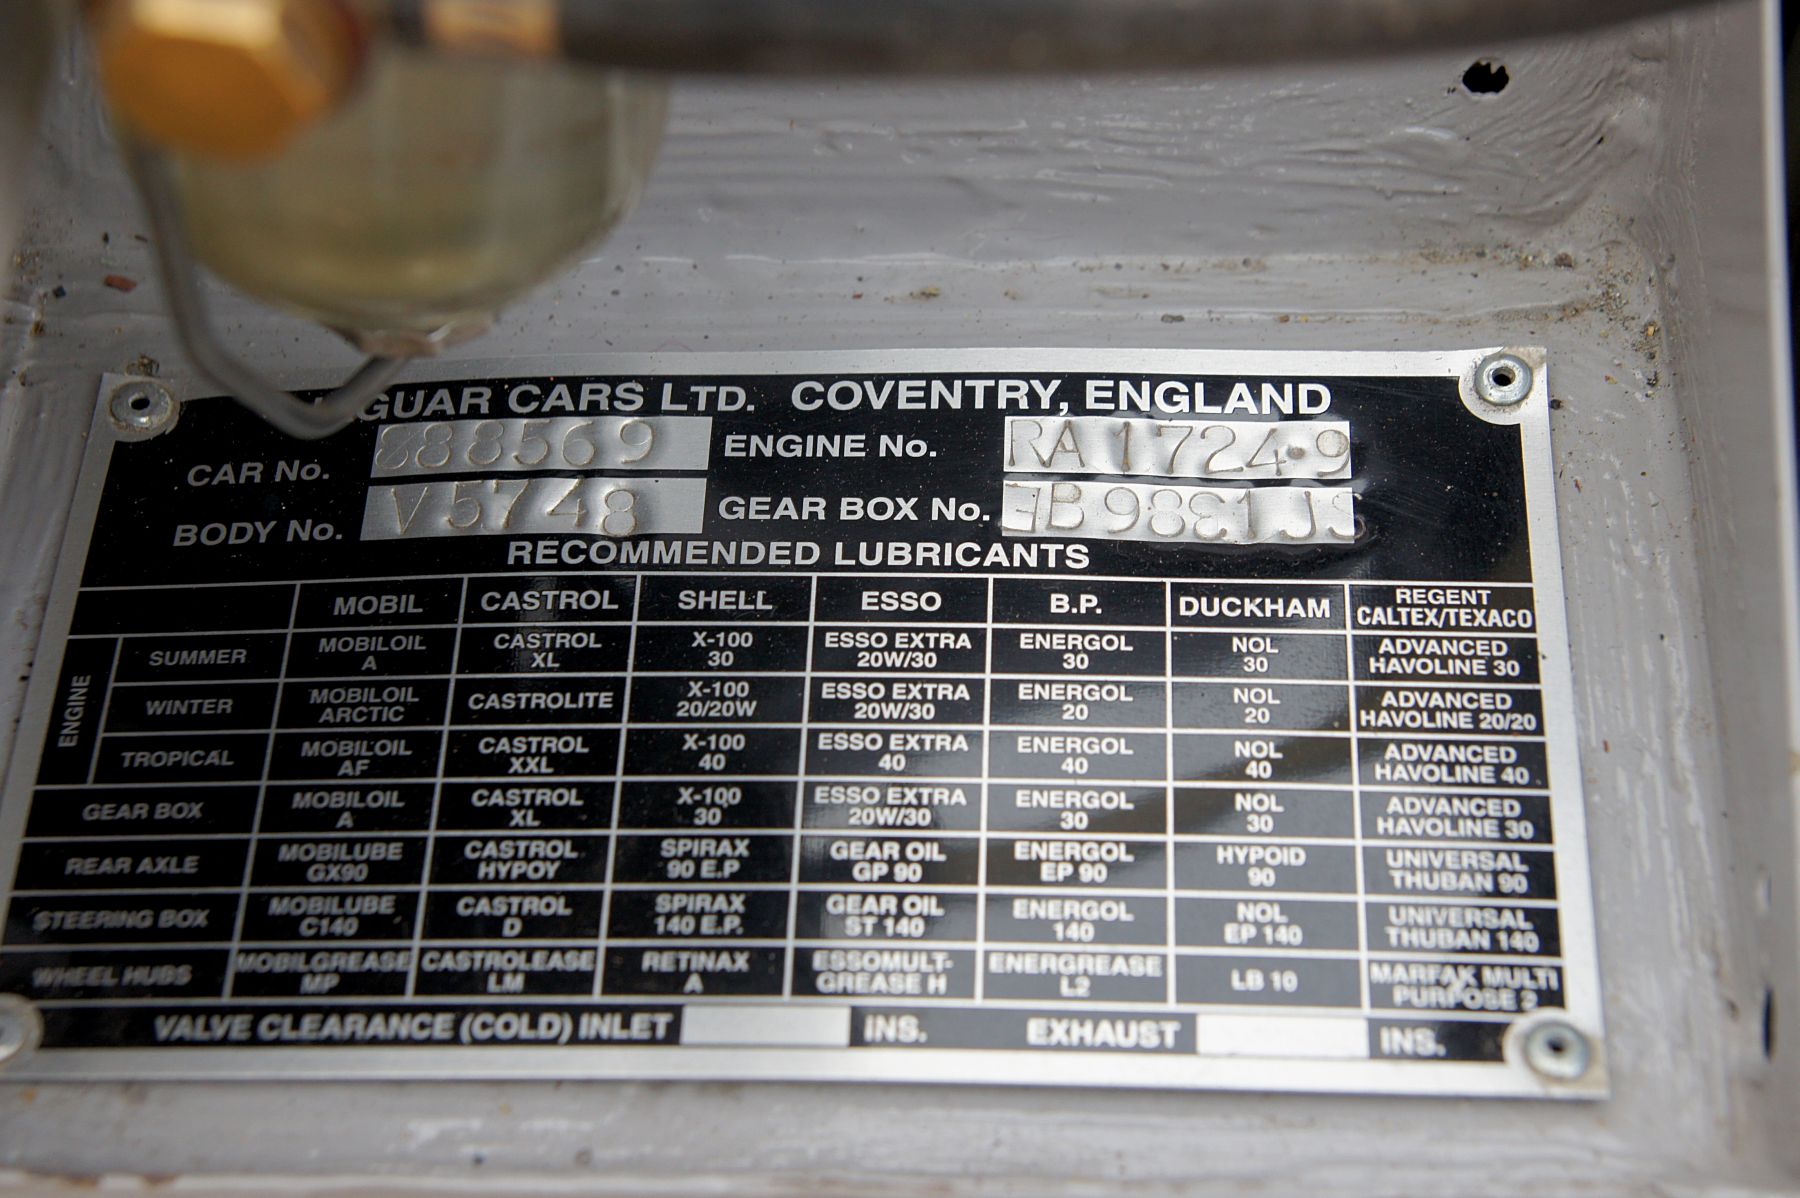 GUAR CARS LTD. COVENTRY, ENGLAND
CAR No. 888569 ENGINE No. RA 1724·9
BODY No. V5748 GEAR BOX No. JS
RECOMMENDED LUBRICANTS
MOBIL CASTROL SHELL ESSO B.P. DUCKHAM REGENT CALTEX/TEXACO
ENGINE
SUMMER MOBILOIL A CASTROL XL X-100 30 ESSO EXTRA 20W/30 ENERGOL 30 NOL 30 ADVANCED HAVOLINE 30
WINTER MOBILOIL ARCTIC CASTROLITE X-100 20/20W ESSO EXTRA 20W/30 ENERGOL 20 NOL 20 ADVANCED HAVOLINE 20/20
TROPICAL MOBILOIL AF CASTROL XXL X-100 40 ESSO EXTRA 40 ENERGOL 40 NOL 40 ADVANCED HAVOLINE 40
GEAR BOX MOBILOIL A CASTROL XL X-100 30 ESSO EXTRA 20W/30 ENERGOL 30 NOL 30 ADVANCED HAVOLINE 30
REAR AXLE MOBILUBE GX90 CASTROL HYPOY SPIRAX 90 E.P GEAR OIL GP 90 ENERGOL EP 90 HYPOID 90 UNIVERSAL THUBAN 90
STEERING BOX MOBILUBE C140 CASTROL D SPIRAX 140 E.P. GEAR OIL ST 140 ENERGOL 140 NOL EP 140 UNIVERSAL THUBAN 140
WHEEL HUBS MOBILGREASE MP CASTROLEASE LM RETINAX A ESSOMULT-GREASE H ENERGREASE L2 LB 10 MARFAK MULTI PURPOSE 2
VALVE CLEARANCE (COLD) INLET INS. EXHAUST INS.